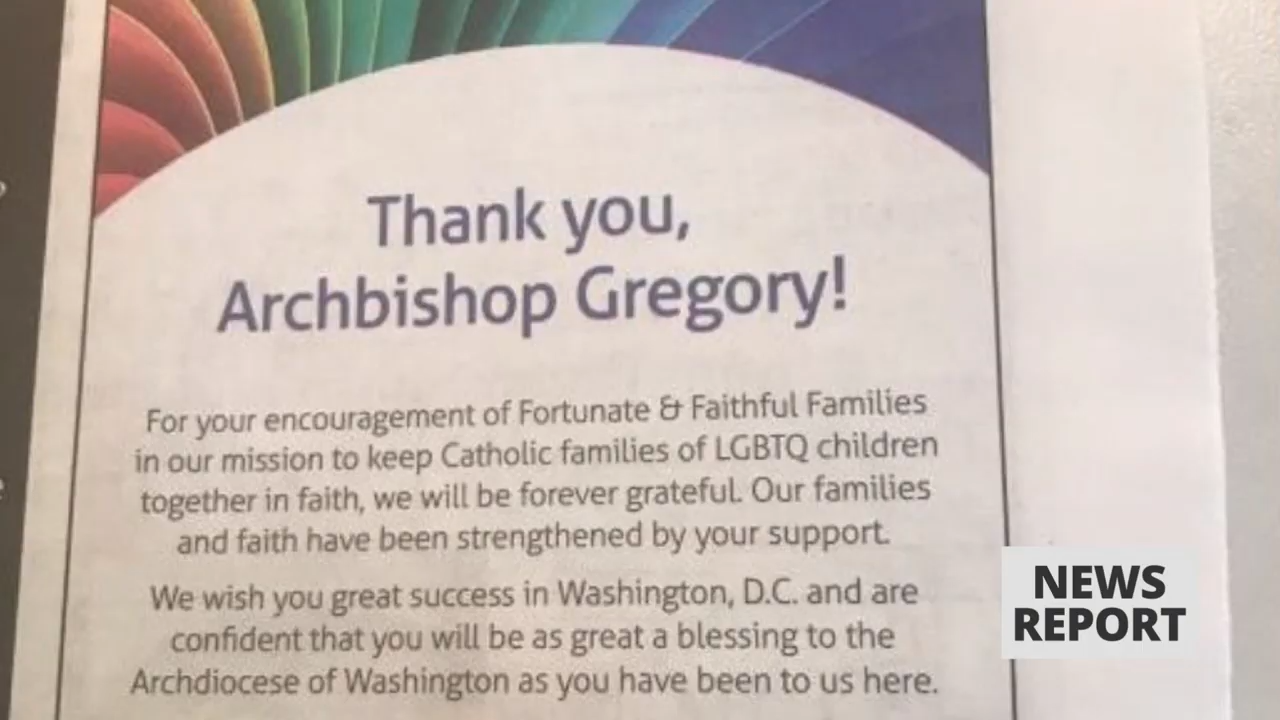 Thank you,
Archbishop Gregory!
For your encouragement of Fortunate & Faithful Families
in our mission to keep Catholic families of LGBTQ children
together in faith, we will be forever grateful. Our families
and faith have been strengthened by your support.
We wish you great success in Washington, D.C. and are
confident that you will be as great a blessing to the
Archdiocese of Washington as you have been to us here.
NEWS
REPORT